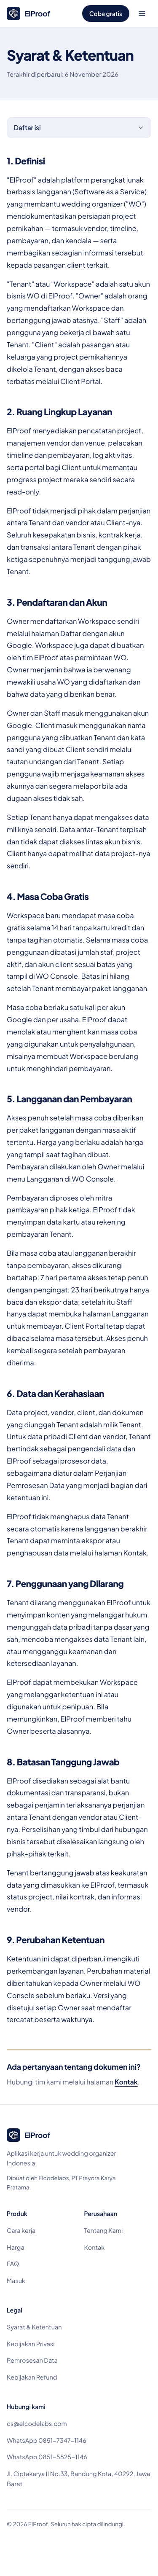 ElProof
Coba gratis
Syarat & Ketentuan
Terakhir diperbarui: 6 November 2026
Daftar isi
1. Definisi
"ElProof" adalah platform perangkat lunak
berbasis langganan (Software as a Service)
yang membantu wedding organizer ("WO")
mendokumentasikan persiapan project
pernikahan — termasuk vendor, timeline,
pembayaran, dan kendala — serta
membagikan sebagian informasi tersebut
kepada pasangan client terkait.
"Tenant" atau "Workspace" adalah satu akun
bisnis WO di ElProof. "Owner" adalah orang
yang mendaftarkan Workspace dan
bertanggung jawab atasnya. "Staff" adalah
pengguna yang bekerja di bawah satu
Tenant. "Client" adalah pasangan atau
keluarga yang project pernikahannya
dikelola Tenant, dengan akses baca
terbatas melalui Client Portal.
2. Ruang Lingkup Layanan
ElProof menyediakan pencatatan project,
manajemen vendor dan venue, pelacakan
timeline dan pembayaran, log aktivitas,
serta portal bagi Client untuk memantau
progress project mereka sendiri secara
read-only.
ElProof tidak menjadi pihak dalam perjanjian
antara Tenant dan vendor atau Client-nya.
Seluruh kesepakatan bisnis, kontrak kerja,
dan transaksi antara Tenant dengan pihak
ketiga sepenuhnya menjadi tanggung jawab
Tenant.
3. Pendaftaran dan Akun
Owner mendaftarkan Workspace sendiri
melalui halaman Daftar dengan akun
Google. Workspace juga dapat dibuatkan
oleh tim ElProof atas permintaan WO.
Owner menjamin bahwa ia berwenang
mewakili usaha WO yang didaftarkan dan
bahwa data yang diberikan benar.
Owner dan Staff masuk menggunakan akun
Google. Client masuk menggunakan nama
pengguna yang dibuatkan Tenant dan kata
sandi yang dibuat Client sendiri melalui
tautan undangan dari Tenant. Setiap
pengguna wajib menjaga keamanan akses
akunnya dan segera melapor bila ada
dugaan akses tidak sah.
Setiap Tenant hanya dapat mengakses data
miliknya sendiri. Data antar-Tenant terpisah
dan tidak dapat diakses lintas akun bisnis.
Client hanya dapat melihat data project-nya
sendiri.
4. Masa Coba Gratis
Workspace baru mendapat masa coba
gratis selama 14 hari tanpa kartu kredit dan
tanpa tagihan otomatis. Selama masa coba,
penggunaan dibatasi jumlah staf, project
aktif, dan akun client sesuai batas yang
tampil di WO Console. Batas ini hilang
setelah Tenant membayar paket langganan.
Masa coba berlaku satu kali per akun
Google dan per usaha. ElProof dapat
menolak atau menghentikan masa coba
yang digunakan untuk penyalahgunaan,
misalnya membuat Workspace berulang
untuk menghindari pembayaran.
5. Langganan dan Pembayaran
Akses penuh setelah masa coba diberikan
per paket langganan dengan masa aktif
tertentu. Harga yang berlaku adalah harga
yang tampil saat tagihan dibuat.
Pembayaran dilakukan oleh Owner melalui
menu Langganan di WO Console.
Pembayaran diproses oleh mitra
pembayaran pihak ketiga. ElProof tidak
menyimpan data kartu atau rekening
pembayaran Tenant.
Bila masa coba atau langganan berakhir
tanpa pembayaran, akses dikurangi
bertahap: 7 hari pertama akses tetap penuh
dengan pengingat; 23 hari berikutnya hanya
baca dan ekspor data; setelah itu Staff
hanya dapat membuka halaman Langganan
untuk membayar. Client Portal tetap dapat
dibaca selama masa tersebut. Akses penuh
kembali segera setelah pembayaran
diterima.
6. Data dan Kerahasiaan
Data project, vendor, client, dan dokumen
yang diunggah Tenant adalah milik Tenant.
Untuk data pribadi Client dan vendor, Tenant
bertindak sebagai pengendali data dan
ElProof sebagai prosesor data,
sebagaimana diatur dalam Perjanjian
Pemrosesan Data yang menjadi bagian dari
ketentuan ini.
ElProof tidak menghapus data Tenant
secara otomatis karena langganan berakhir.
Tenant dapat meminta ekspor atau
penghapusan data melalui halaman Kontak.
7. Penggunaan yang Dilarang
Tenant dilarang menggunakan ElProof untuk
menyimpan konten yang melanggar hukum,
mengunggah data pribadi tanpa dasar yang
sah, mencoba mengakses data Tenant lain,
atau mengganggu keamanan dan
ketersediaan layanan.
ElProof dapat membekukan Workspace
yang melanggar ketentuan ini atau
digunakan untuk penipuan. Bila
memungkinkan, ElProof memberi tahu
Owner beserta alasannya.
8. Batasan Tanggung Jawab
ElProof disediakan sebagai alat bantu
dokumentasi dan transparansi, bukan
sebagai penjamin terlaksananya perjanjian
antara Tenant dengan vendor atau Client-
nya. Perselisihan yang timbul dari hubungan
bisnis tersebut diselesaikan langsung oleh
pihak-pihak terkait.
Tenant bertanggung jawab atas keakuratan
data yang dimasukkan ke ElProof, termasuk
status project, nilai kontrak, dan informasi
vendor.
9. Perubahan Ketentuan
Ketentuan ini dapat diperbarui mengikuti
perkembangan layanan. Perubahan material
diberitahukan kepada Owner melalui WO
Console sebelum berlaku. Versi yang
disetujui setiap Owner saat mendaftar
tercatat beserta waktunya.
Ada pertanyaan tentang dokumen ini?
Hubungi tim kami melalui halaman Kontak.
ElProof
Aplikasi kerja untuk wedding organizer
Indonesia.
Dibuat oleh Elcodelabs, PT Prayora Karya
Pratama.
Produk
Perusahaan
Cara kerja
Tentang Kami
Harga
Kontak
FAQ
Masuk
Legal
Syarat & Ketentuan
Kebijakan Privasi
Pemrosesan Data
Kebijakan Refund
Hubungi kami
cs@elcodelabs.com
WhatsApp 0851-7347-1146
WhatsApp 0851-5825-1146
Jl. Ciptakarya II No.33, Bandung Kota, 40292, Jawa
Barat
© 2026 ElProof. Seluruh hak cipta dilindungi.